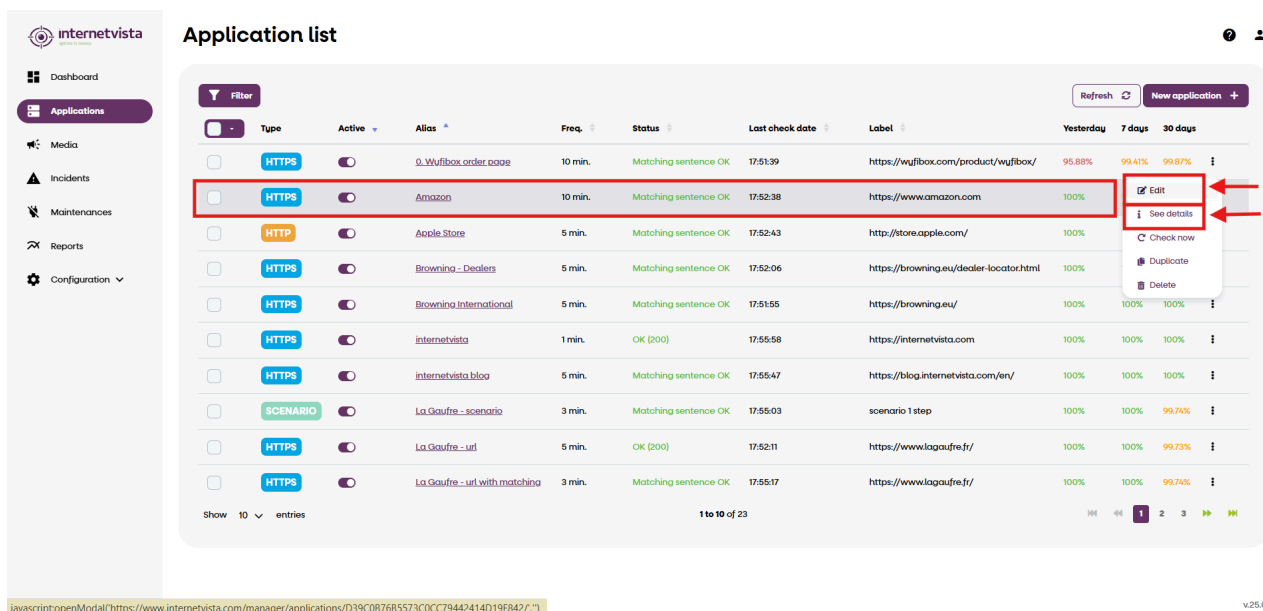 internetvista
Application list
Dashboard
Applications
Media
Incidents
Maintenances
Reports
Configuration
Filter
Refresh
New application +
Type Active Alias Freq. Status Last check date Label Yesterday 7 days 30 days
HTTPS 0. Wyfibox order page 10 min. Matching sentence OK 17:51:39 https://wyfibox.com/product/wyfibox/ 95.88% 99.41% 99.87%
HTTPS Amazon 10 min. Matching sentence OK 17:52:38 https://www.amazon.com 100%
HTTP Apple Store 5 min. Matching sentence OK 17:52:43 http://store.apple.com/ 100%
HTTPS Browning - Dealers 5 min. Matching sentence OK 17:52:06 https://browning.eu/dealer-locator.html 100%
HTTPS Browning International 5 min. Matching sentence OK 17:51:55 https://browning.eu/ 100% 100% 100%
HTTPS internetvista 1 min. OK (200) 17:55:58 https://internetvista.com 100% 100% 100%
HTTPS internetvista blog 5 min. Matching sentence OK 17:55:47 https://blog.internetvista.com/en/ 100% 100% 100%
SCENARIO La Gaufre - scenario 3 min. Matching sentence OK 17:55:03 scenario 1 step 100% 100% 99.74%
HTTPS La Gaufre - url 5 min. OK (200) 17:52:11 https://www.lagaufre.fr/ 100% 100% 99.73%
HTTPS La Gaufre - url with matching 3 min. Matching sentence OK 17:55:17 https://www.lagaufre.fr/ 100% 100% 99.74%
Edit
See details
Check now
Duplicate
Delete
Show 10 entries
1 to 10 of 23
1 2 3
javascript:openModal('https://www.internetvista.com/manager/applications/D39C0B76B5573C0CC79442414D19F842/','')